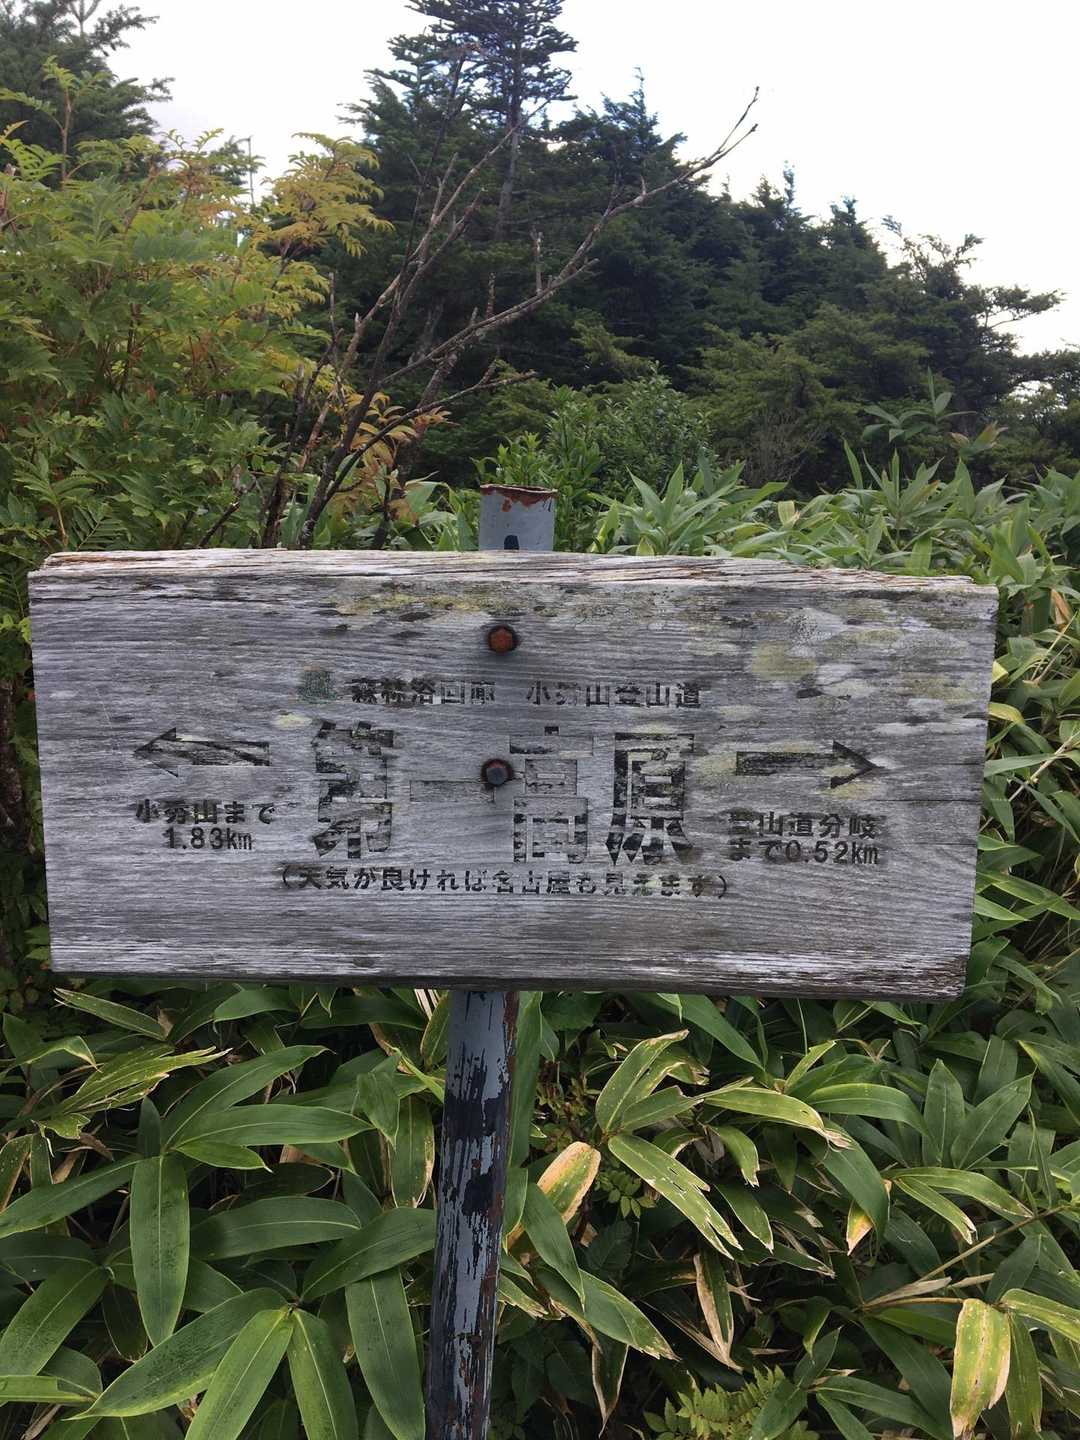 森林浴回廊 小秀山登山道
第一高原
小秀山まで
1.83km
登山道分岐
まで0.52km
(天気が良ければ名古屋も見えます)